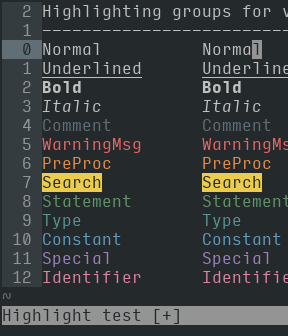 2 Highlighting groups for v
1 ---------------------------
0 Normal Normal
1 Underlined Underline
2 Bold Bold
3 Italic Italic
4 Comment Comment
5 WarningMsg WarningM
6 PreProc PreProc
7 Search Search
8 Statement Statement
9 Type Type
10 Constant Constant
11 Special Special
12 Identifier Identifi
~
Highlight test [+]